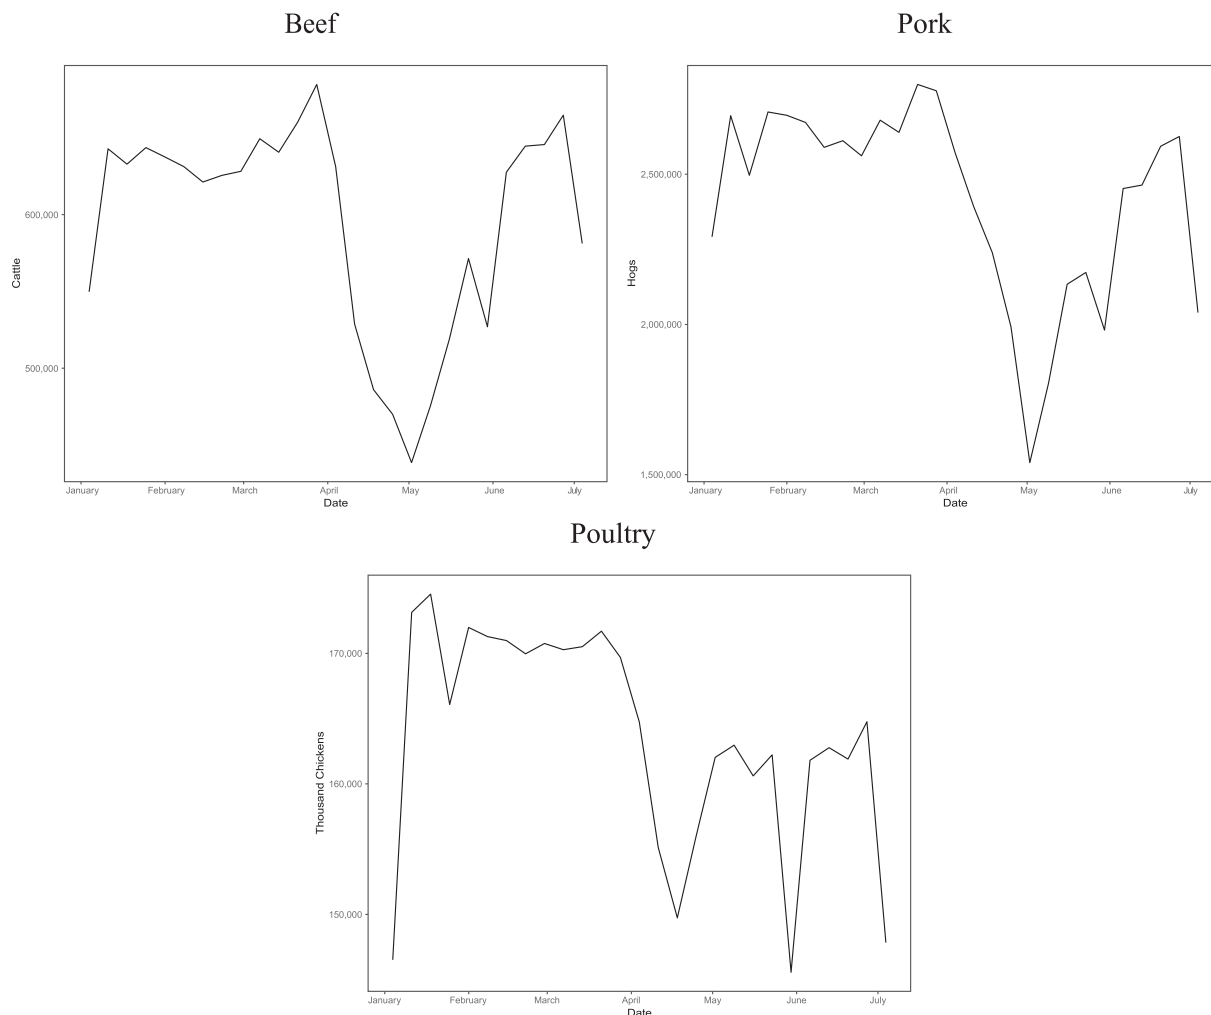 Beef
Pork
Cattle
600,000
500,000
January February March April May June July
Date
Hogs
2,500,000
2,000,000
1,500,000
January February March April May June July
Date
Poultry
Thousand Chickens
170,000
160,000
150,000
January February March April May June July
Date